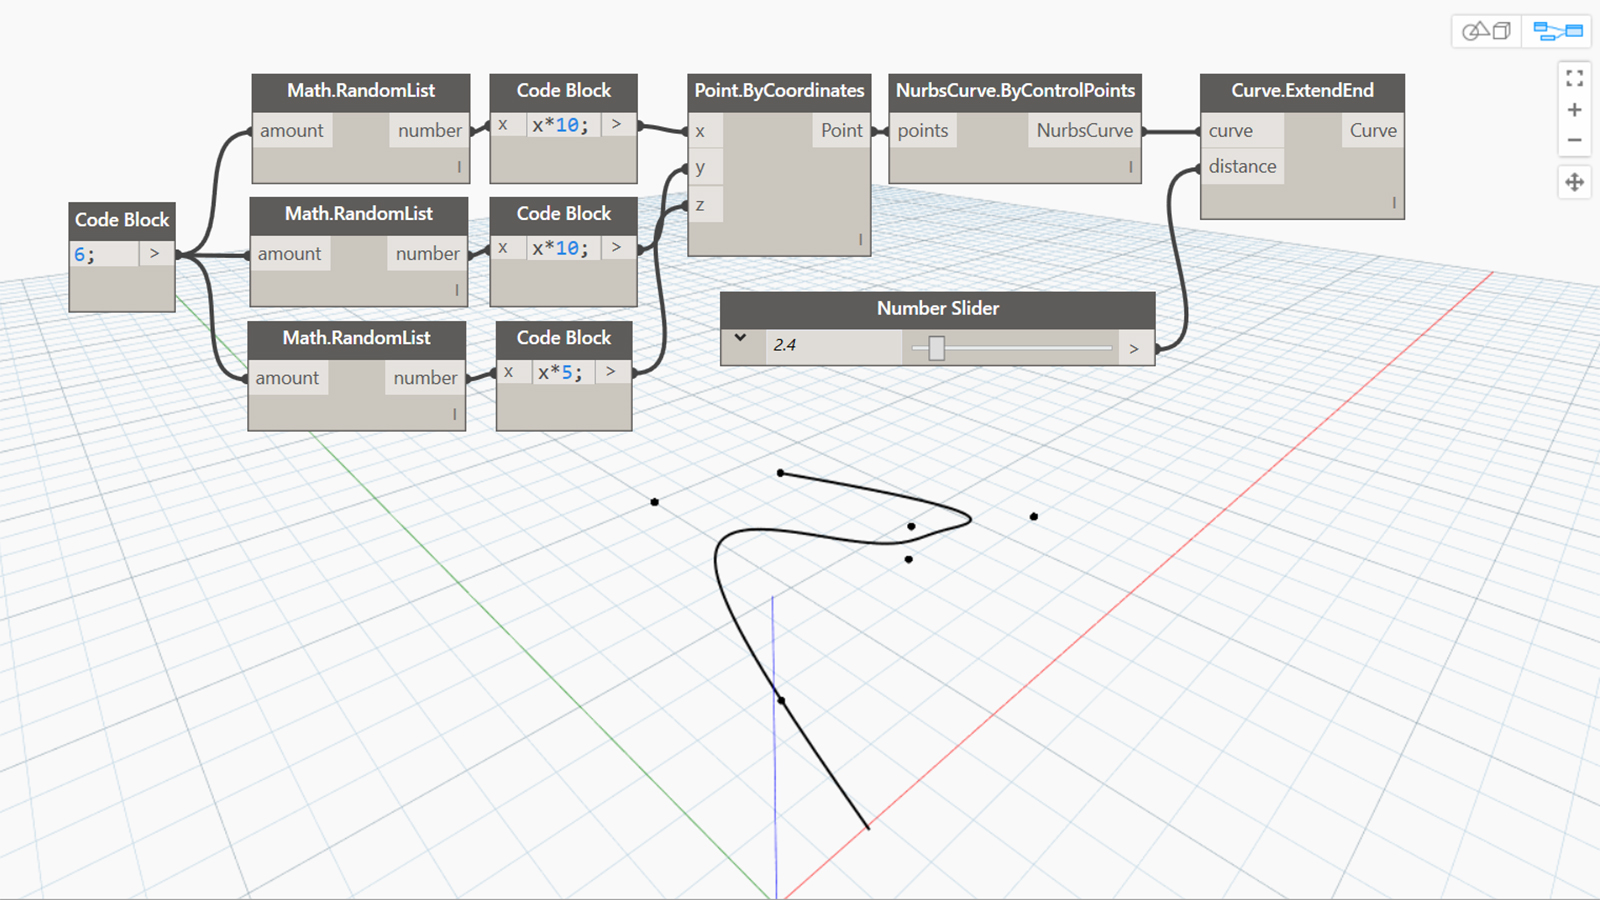 Math.RandomList
amount number
Code Block
x x*10; >
Point.ByCoordinates
x Point
y
z
NurbsCurve.ByControlPoints
points NurbsCurve
Curve.ExtendEnd
curve Curve
distance
Code Block
6; >
Math.RandomList
amount number
Code Block
x x*10; >
Math.RandomList
amount number
Code Block
x x*5; >
Number Slider
2.4 >